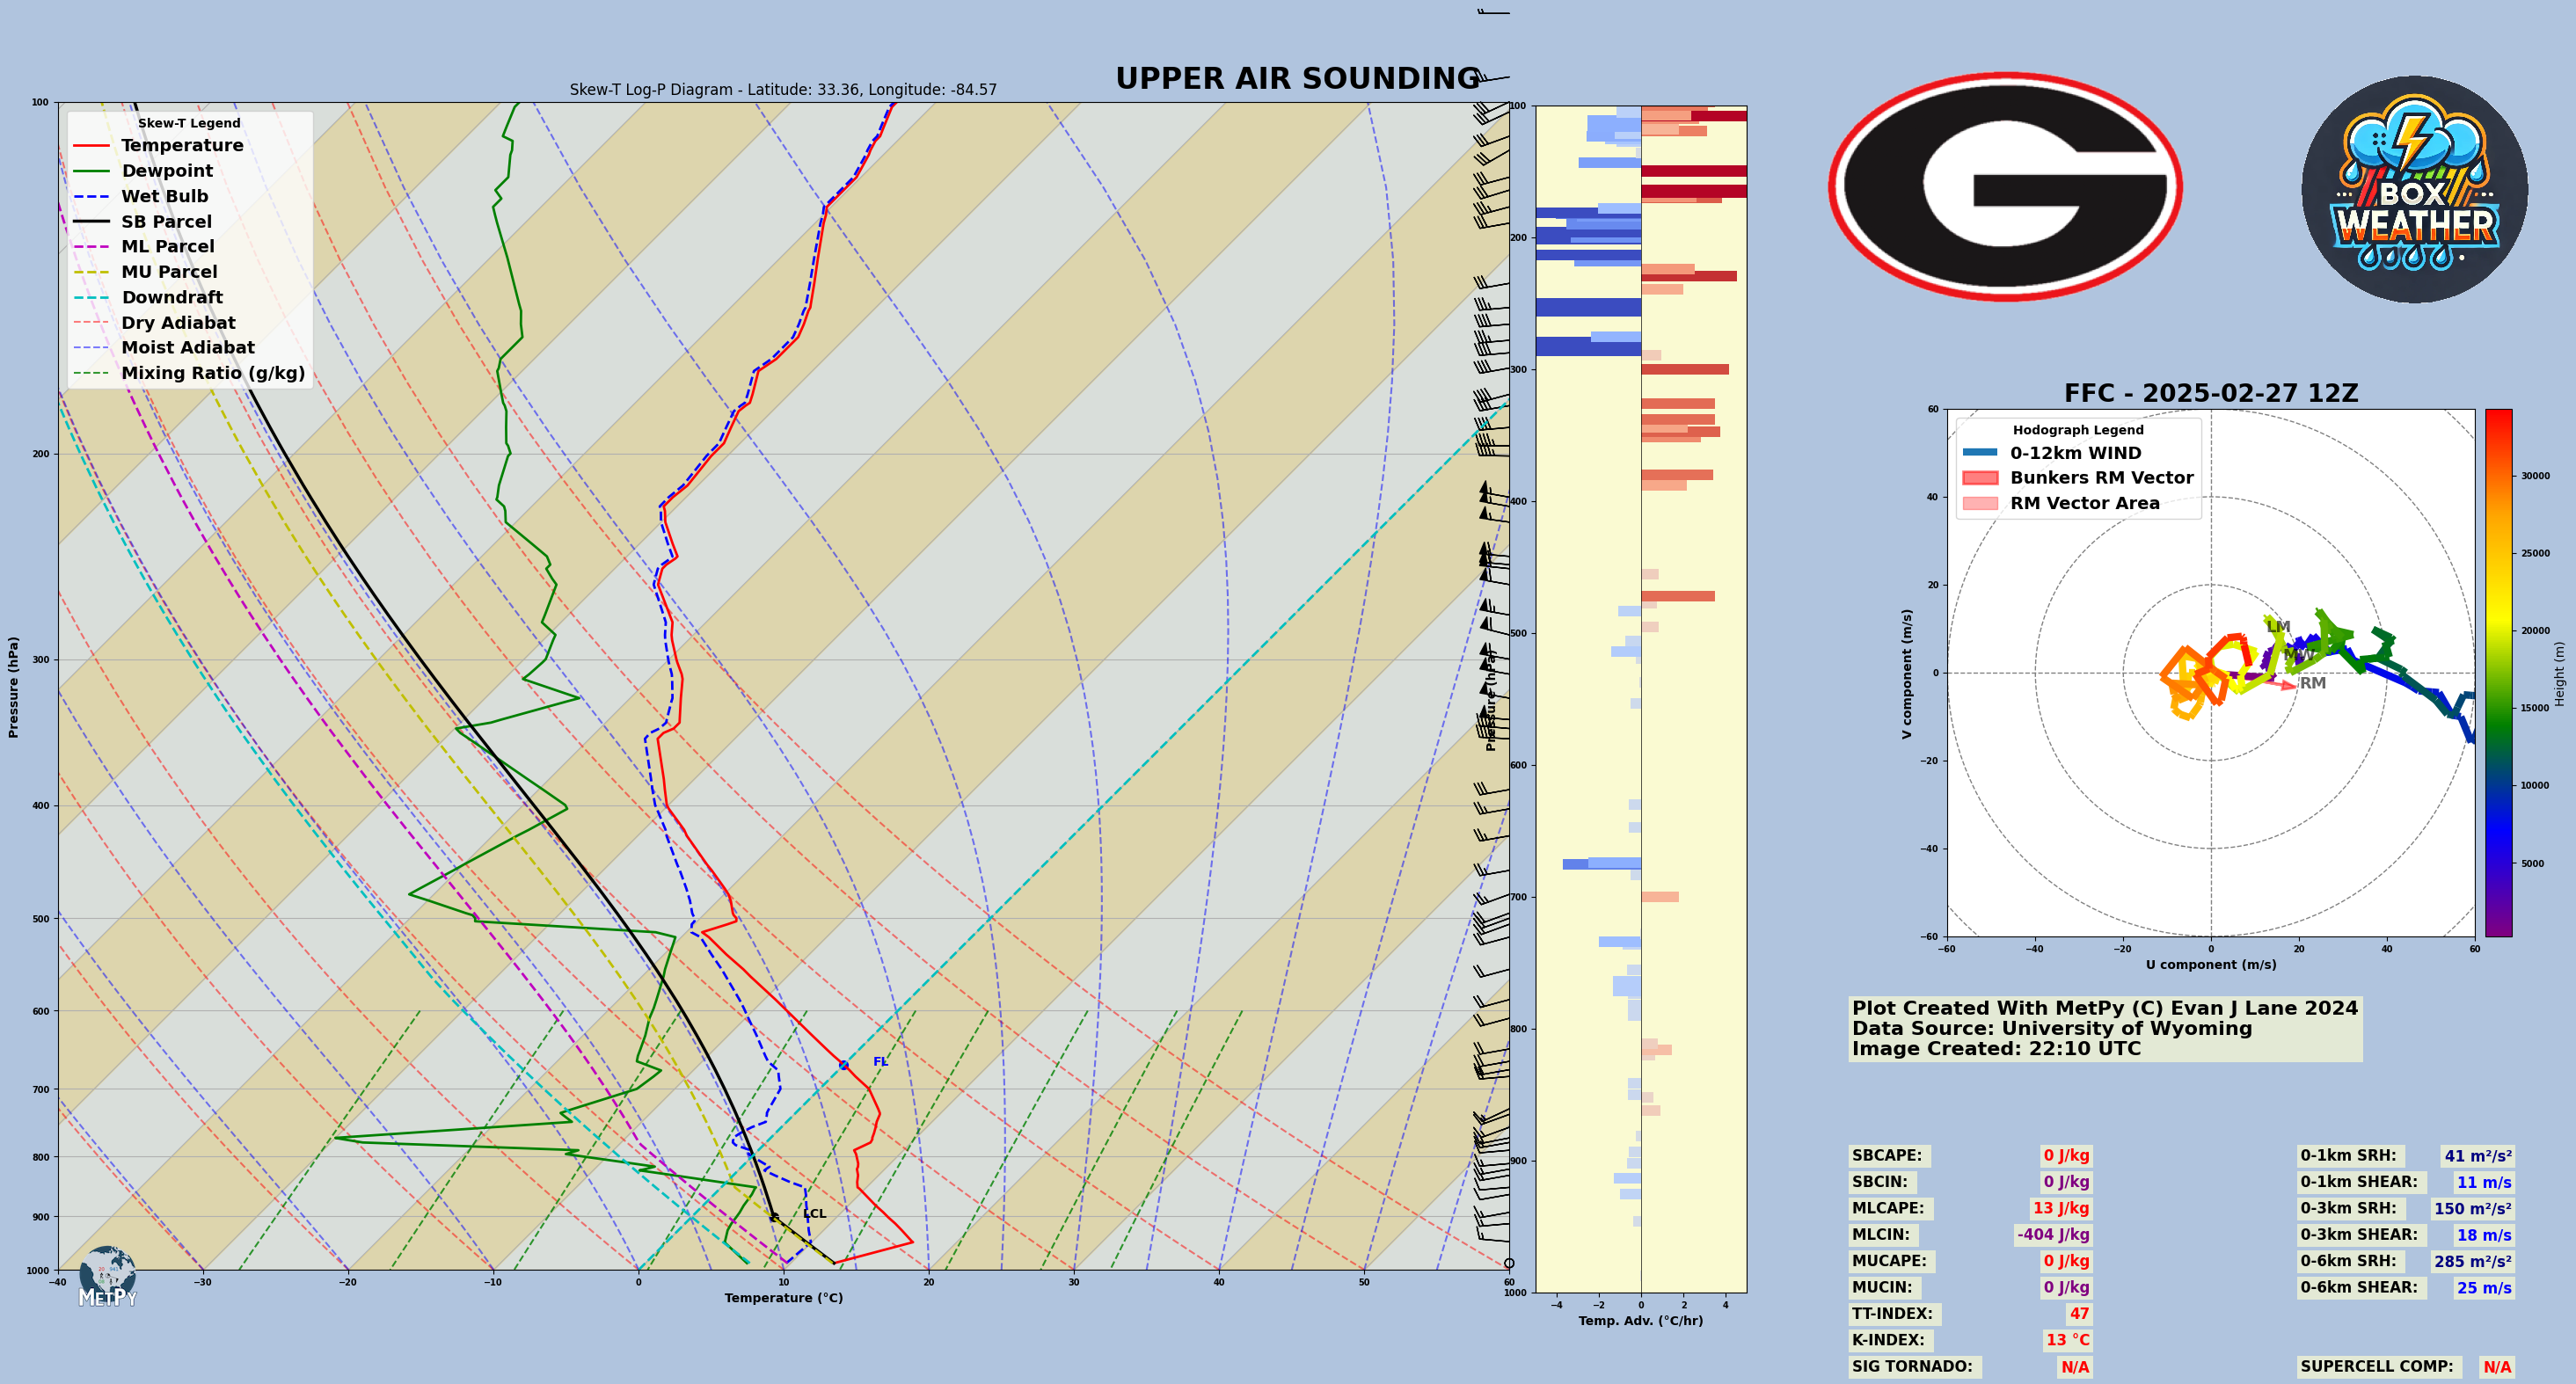 UPPER AIR SOUNDING
Skew-T Log-P Diagram - Latitude: 33.36, Longitude: -84.57
Skew-T Legend
Temperature
Dewpoint
Wet Bulb
SB Parcel
ML Parcel
MU Parcel
Downdraft
Dry Adiabat
Moist Adiabat
Mixing Ratio (g/kg)
Pressure (hPa)
100
200
300
400
500
600
700
800
900
1000
FL
LCL
−40
−30
−20
−10
0
10
20
30
40
50
60
Temperature (°C)
METPY
Pressure (hPa)
100
200
300
400
500
600
700
800
900
1000
−4
−2
0
2
4
Temp. Adv. (°C/hr)
G
BOX
WEATHER
FFC - 2025-02-27 12Z
Hodograph Legend
0-12km WIND
Bunkers RM Vector
RM Vector Area
LM
MW
RM
V component (m/s)
60
40
20
0
−20
−40
−60
−60
−40
−20
0
20
40
60
U component (m/s)
30000
25000
20000
15000
10000
5000
Height (m)
Plot Created With MetPy (C) Evan J Lane 2024
Data Source: University of Wyoming
Image Created: 22:10 UTC
SBCAPE: 0 J/kg
SBCIN: 0 J/kg
MLCAPE: 13 J/kg
MLCIN: -404 J/kg
MUCAPE: 0 J/kg
MUCIN: 0 J/kg
TT-INDEX: 47
K-INDEX: 13 °C
SIG TORNADO: N/A
0-1km SRH: 41 m²/s²
0-1km SHEAR: 11 m/s
0-3km SRH: 150 m²/s²
0-3km SHEAR: 18 m/s
0-6km SRH: 285 m²/s²
0-6km SHEAR: 25 m/s
SUPERCELL COMP: N/A